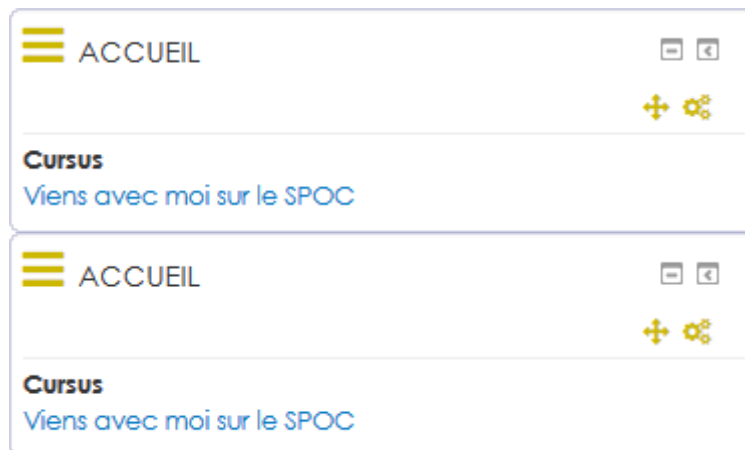 ACCUEIL
Cursus
Viens avec moi sur le SPOC
ACCUEIL
Cursus
Viens avec moi sur le SPOC